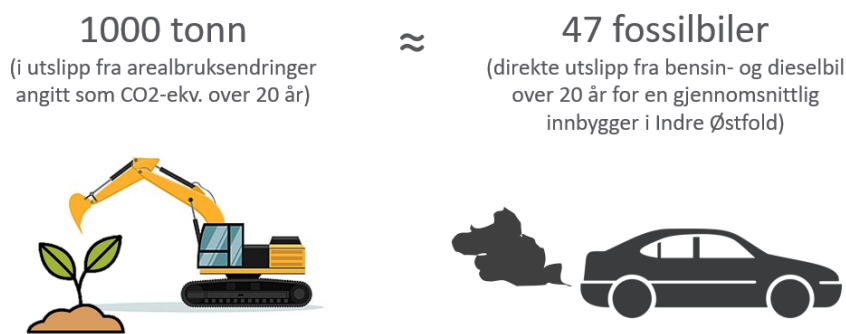 1000 tonn
(i utslipp fra arealbruksendringer
angitt som CO2-ekv. over 20 år)
≈
47 fossilbiler
(direkte utslipp fra bensin- og dieselbil
over 20 år for en gjennomsnittlig
innbygger i Indre Østfold)